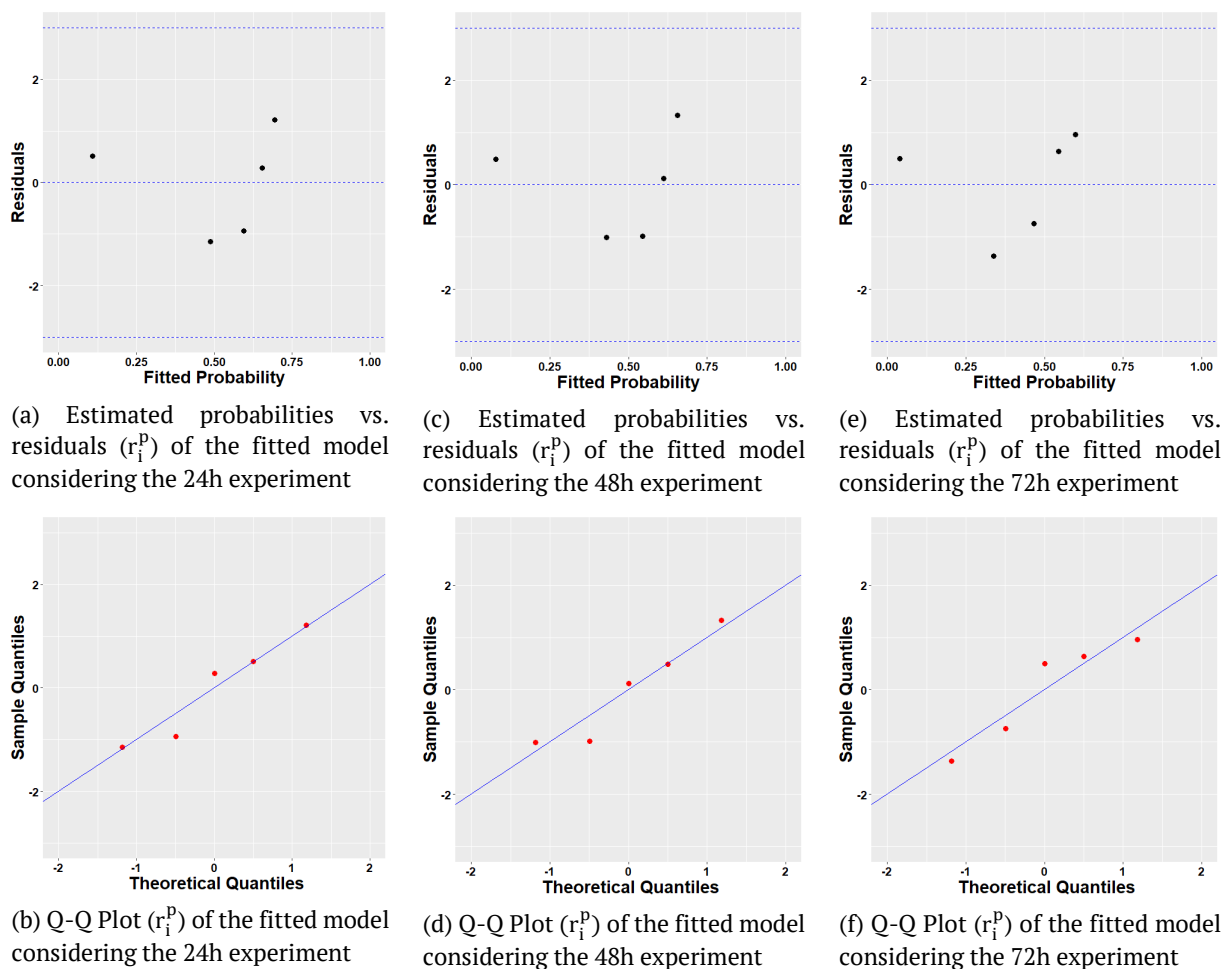 2
0
-2
Residuals
0.00 0.25 0.50 0.75 1.00
Fitted Probability
(a) Estimated probabilities vs.
residuals (r_i^p) of the fitted model
considering the 24h experiment
2
0
-2
Residuals
0.00 0.25 0.50 0.75 1.00
Fitted Probability
(c) Estimated probabilities vs.
residuals (r_i^p) of the fitted model
considering the 48h experiment
2
0
-2
Residuals
0.00 0.25 0.50 0.75 1.00
Fitted Probability
(e) Estimated probabilities vs.
residuals (r_i^p) of the fitted model
considering the 72h experiment
2
0
-2
Sample Quantiles
-2 -1 0 1 2
Theoretical Quantiles
(b) Q-Q Plot (r_i^p) of the fitted model
considering the 24h experiment
2
0
-2
Sample Quantiles
-2 -1 0 1 2
Theoretical Quantiles
(d) Q-Q Plot (r_i^p) of the fitted model
considering the 48h experiment
2
0
-2
Sample Quantiles
-2 -1 0 1 2
Theoretical Quantiles
(f) Q-Q Plot (r_i^p) of the fitted model
considering the 72h experiment